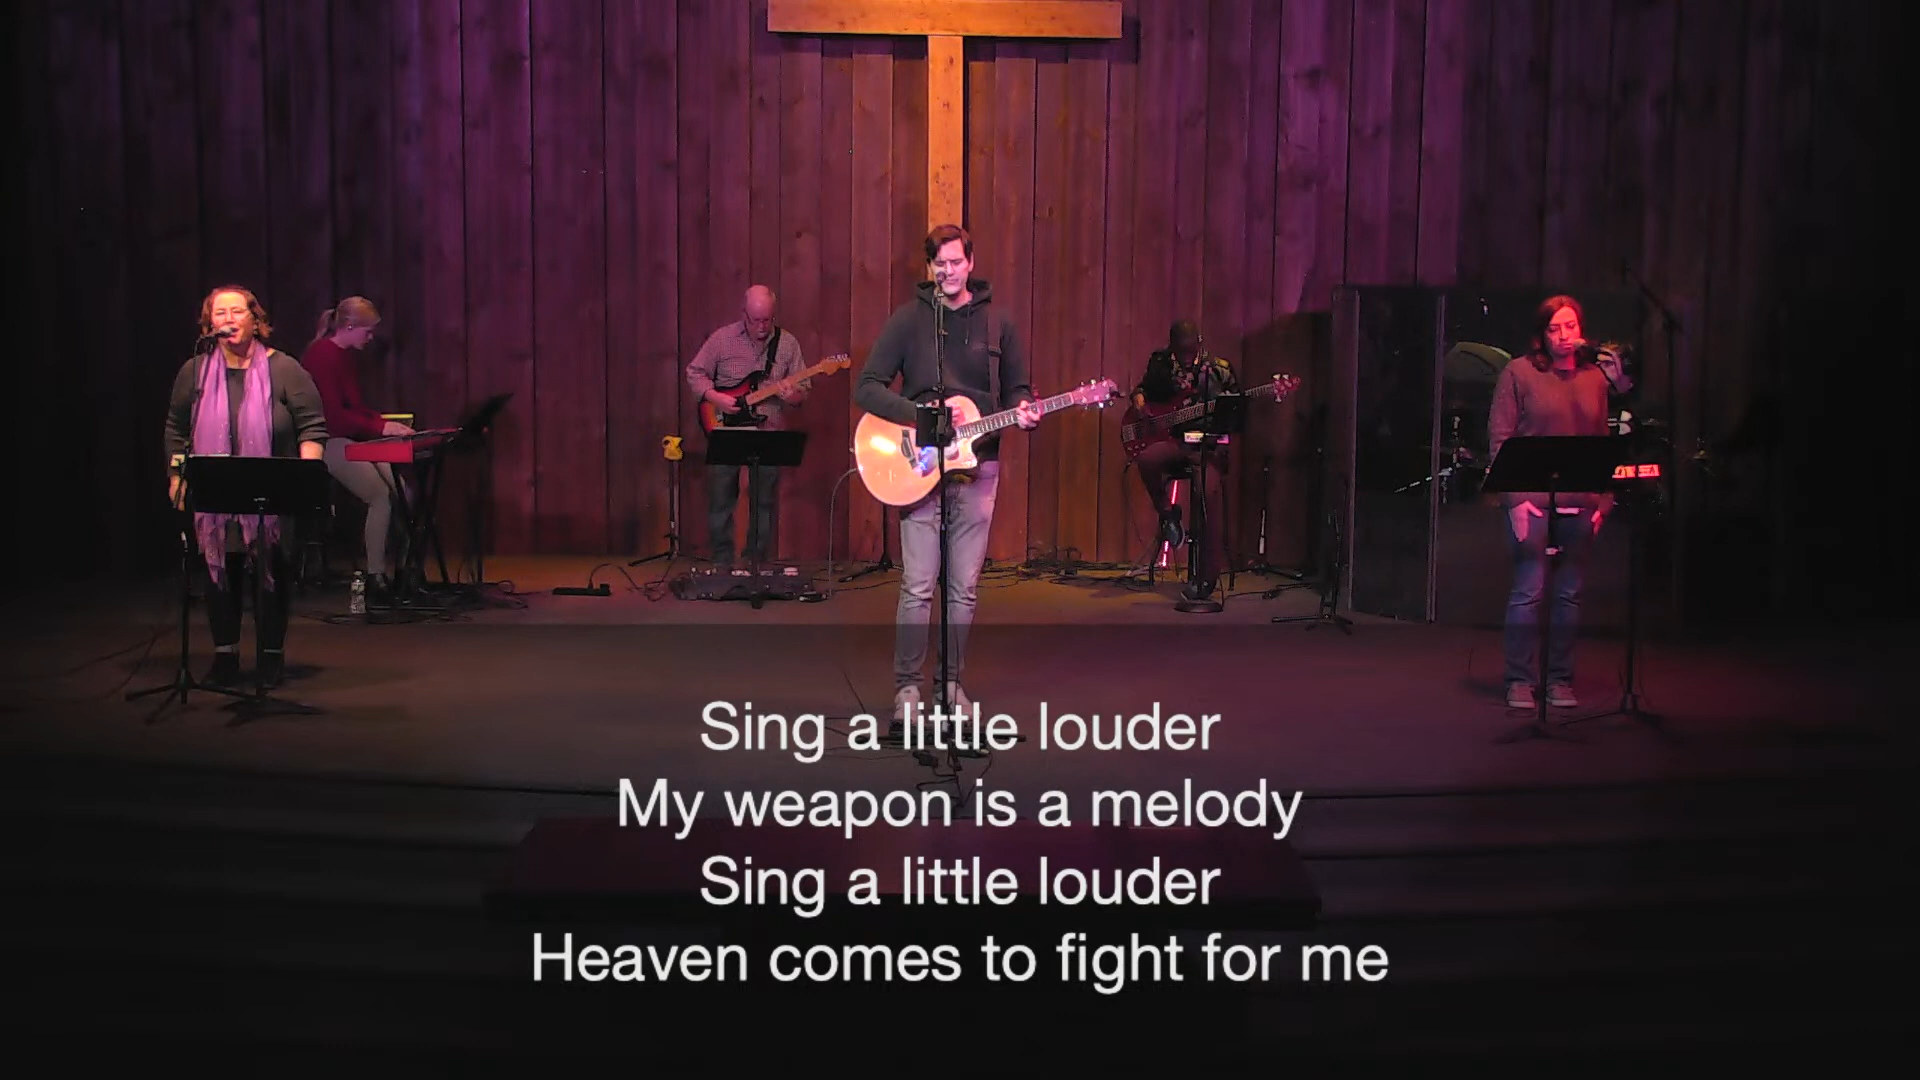 Sing a little louder
My weapon is a melody
Sing a little louder
Heaven comes to fight for me